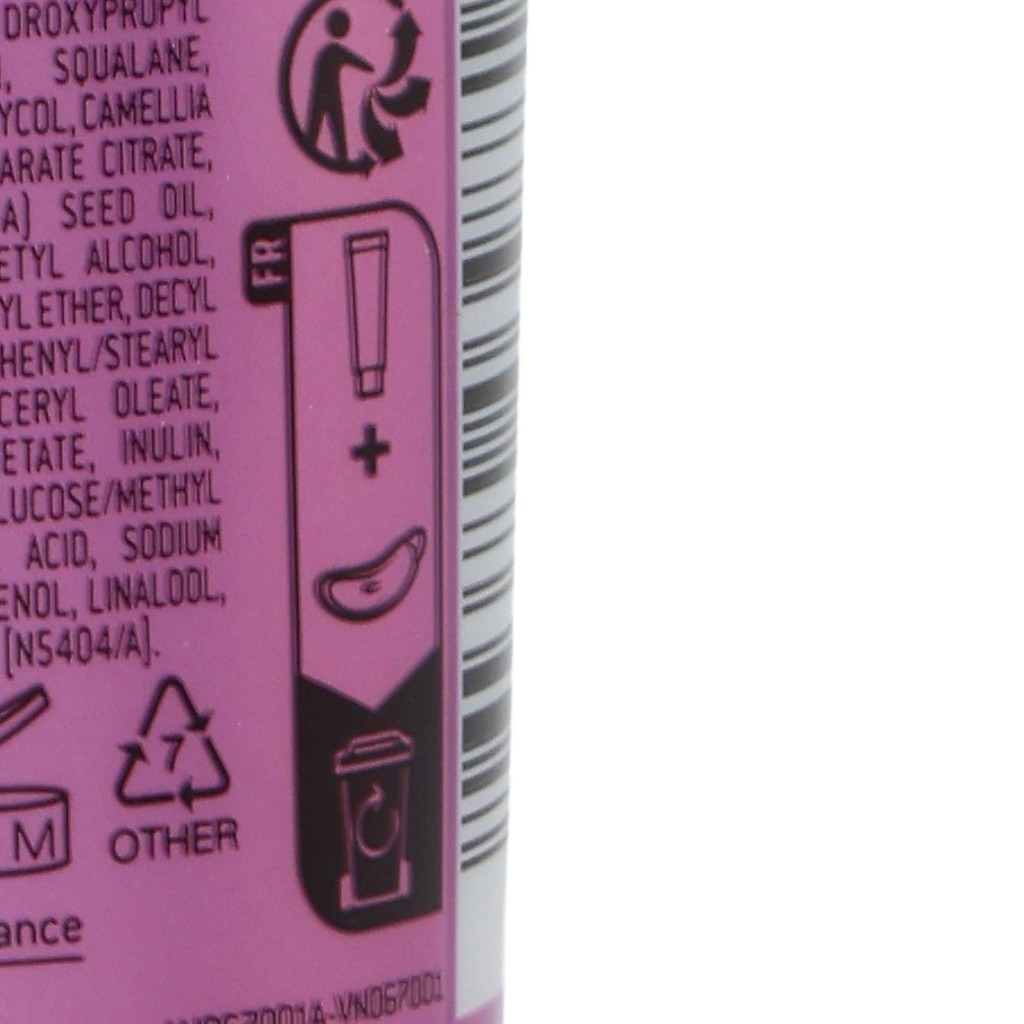 DROXYPROPYL
SQUALANE,
YCOL, CAMELLIA
ARATE CITRATE,
A) SEED OIL,
ETYL ALCOHOL,
YL ETHER, DECYL
HENYL/STEARYL
CERYL OLEATE,
ETATE, INULIN,
LUCOSE/METHYL
ACID, SODIUM
ENOL, LINALOOL,
[N5404/A].
FR
7
OTHER
M
ance